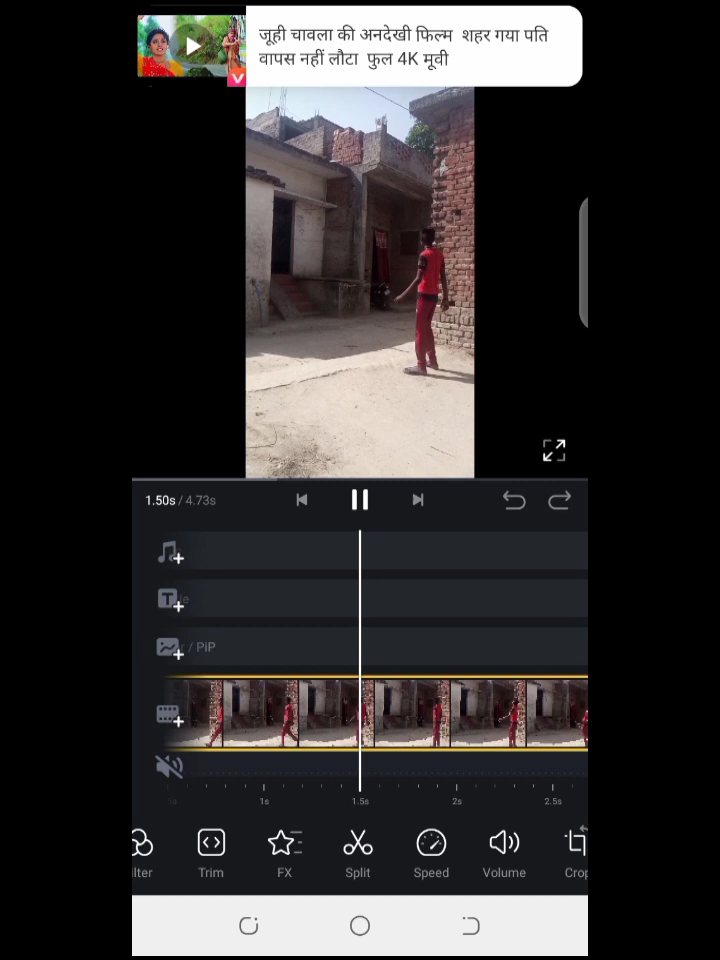 जूही चावला की अनदेखी फिल्म शहर गया पति
वापस नहीं लौटा फुल 4K मूवी
1.50s / 4.73s
/ PiP
1s
1.5s
2s
2.5s
Trim
FX
Split
Speed
Volume